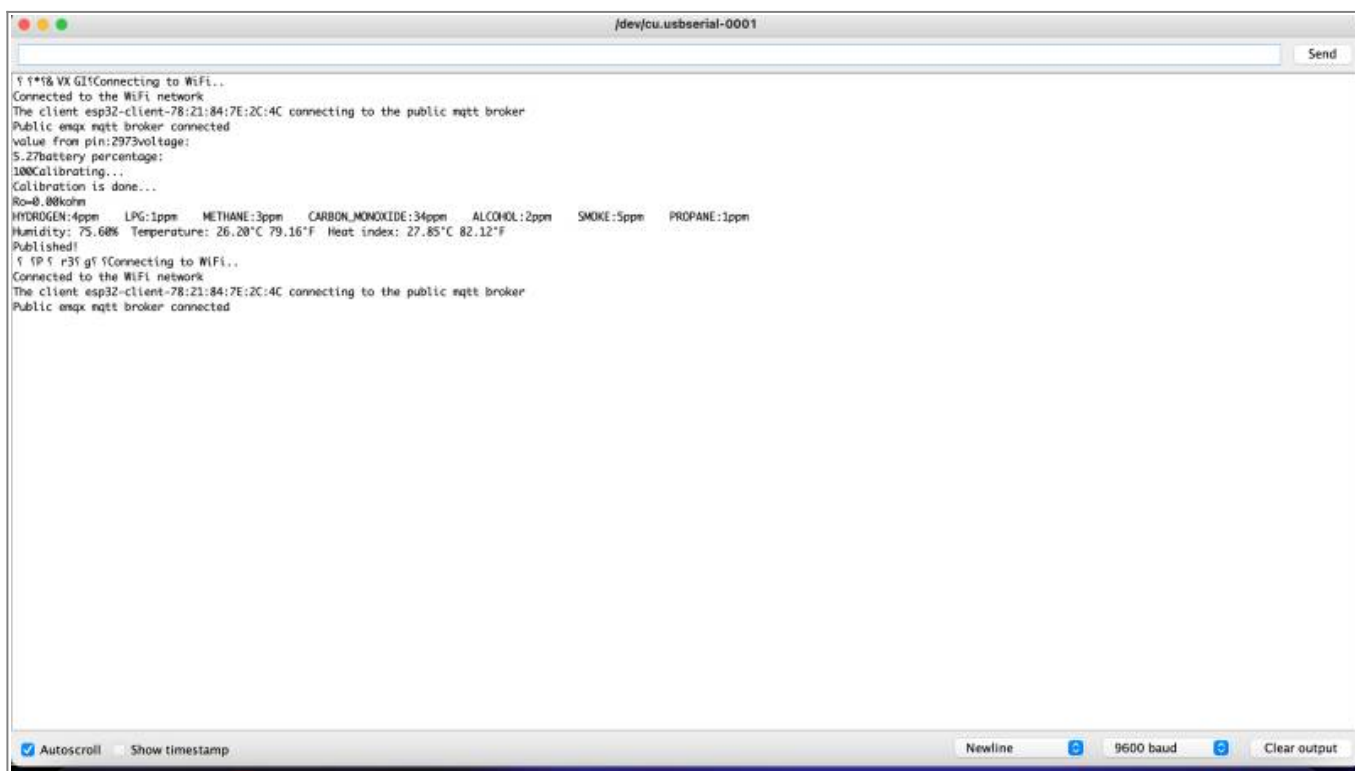 /dev/cu.usbserial-0001
Send
Connecting to WiFi..
Connected to the WiFi network
The client esp32-client-78:21:84:7E:2C:4C connecting to the public mqtt broker
Public emqx mqtt broker connected
value from pin:2973voltage:
5.27battery percentage:
100Calibrating...
Calibration is done...
Ro=0.00kohm
HYDROGEN:4ppm LPG:1ppm METHANE:3ppm CARBON_MONOXIDE:34ppm ALCOHOL:2ppm SMOKE:5ppm PROPANE:1ppm
Humidity: 75.60% Temperature: 26.20°C 79.16°F Heat index: 27.85°C 82.12°F
Published!
Connecting to WiFi..
Connected to the WiFi network
The client esp32-client-78:21:84:7E:2C:4C connecting to the public mqtt broker
Public emqx mqtt broker connected
Autoscroll Show timestamp Newline 9600 baud Clear output